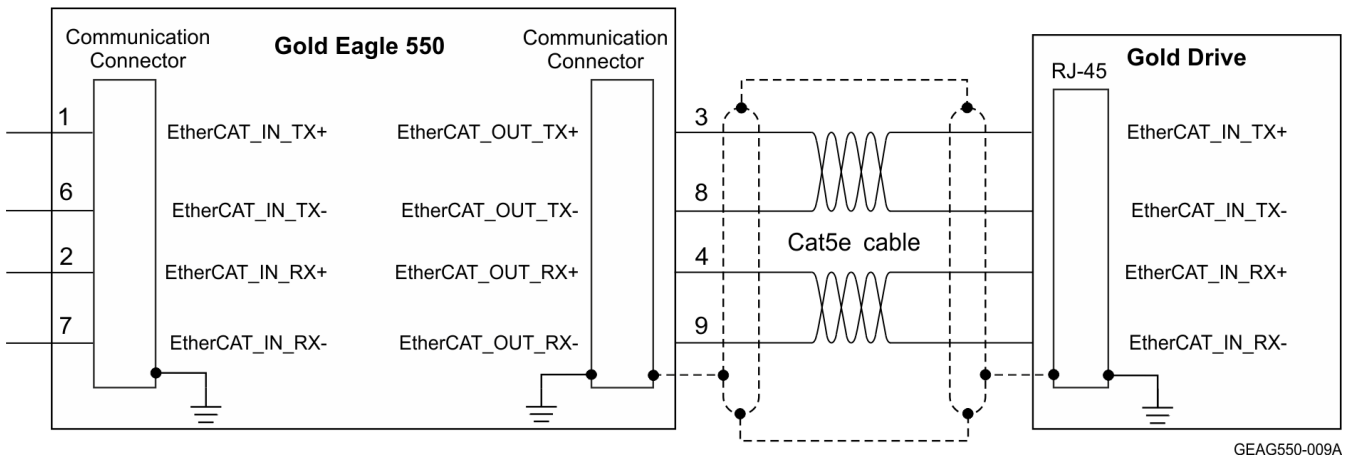 Communication Connector
Gold Eagle 550
Communication Connector
RJ-45
Gold Drive
1
EtherCAT_IN_TX+
EtherCAT_OUT_TX+
3
EtherCAT_IN_TX+
6
EtherCAT_IN_TX-
EtherCAT_OUT_TX-
8
EtherCAT_IN_TX-
Cat5e cable
2
EtherCAT_IN_RX+
EtherCAT_OUT_RX+
4
EtherCAT_IN_RX+
7
EtherCAT_IN_RX-
EtherCAT_OUT_RX-
9
EtherCAT_IN_RX-
GEAG550-009A